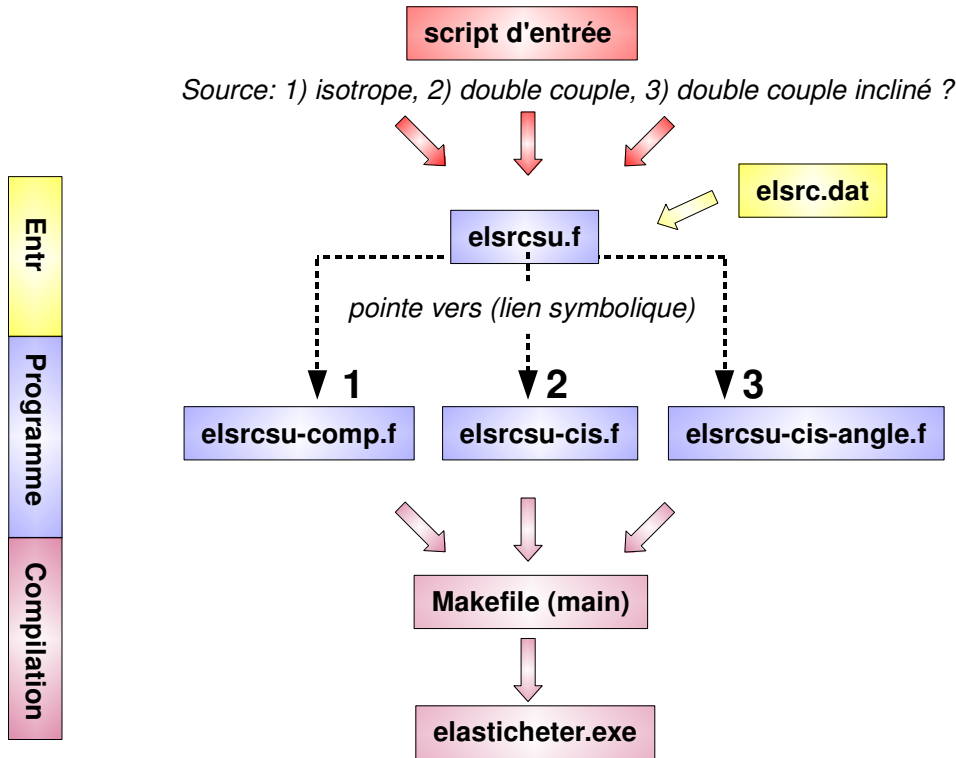 script d'entrée
Source: 1) isotrope, 2) double couple, 3) double couple incliné ?
elsrc.dat
elsrcsu.f
pointe vers (lien symbolique)
1
2
3
elsrcsu-comp.f
elsrcsu-cis.f
elsrcsu-cis-angle.f
Makefile (main)
elasticheter.exe
Entr
Programme
Compilation